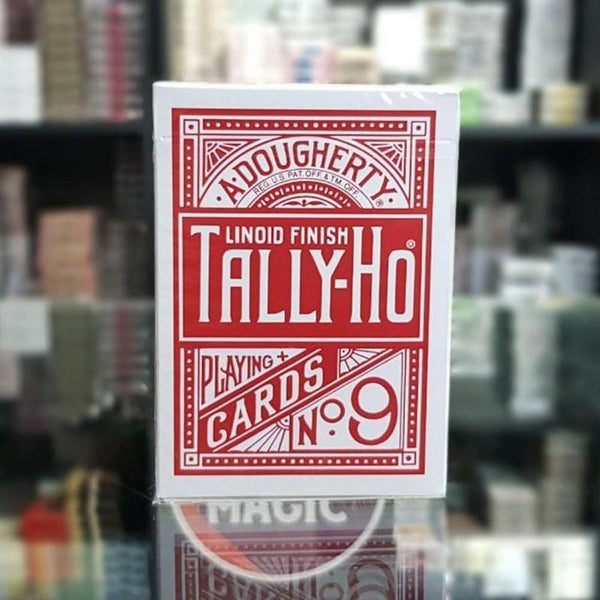 A·DOUGHERTY·®
REG. U.S. PAT. OFF. & T.M. OFF.
LINOID FINISH
TALLY-HO®
PLAYING +
CARDS
No. 9
MAGIC